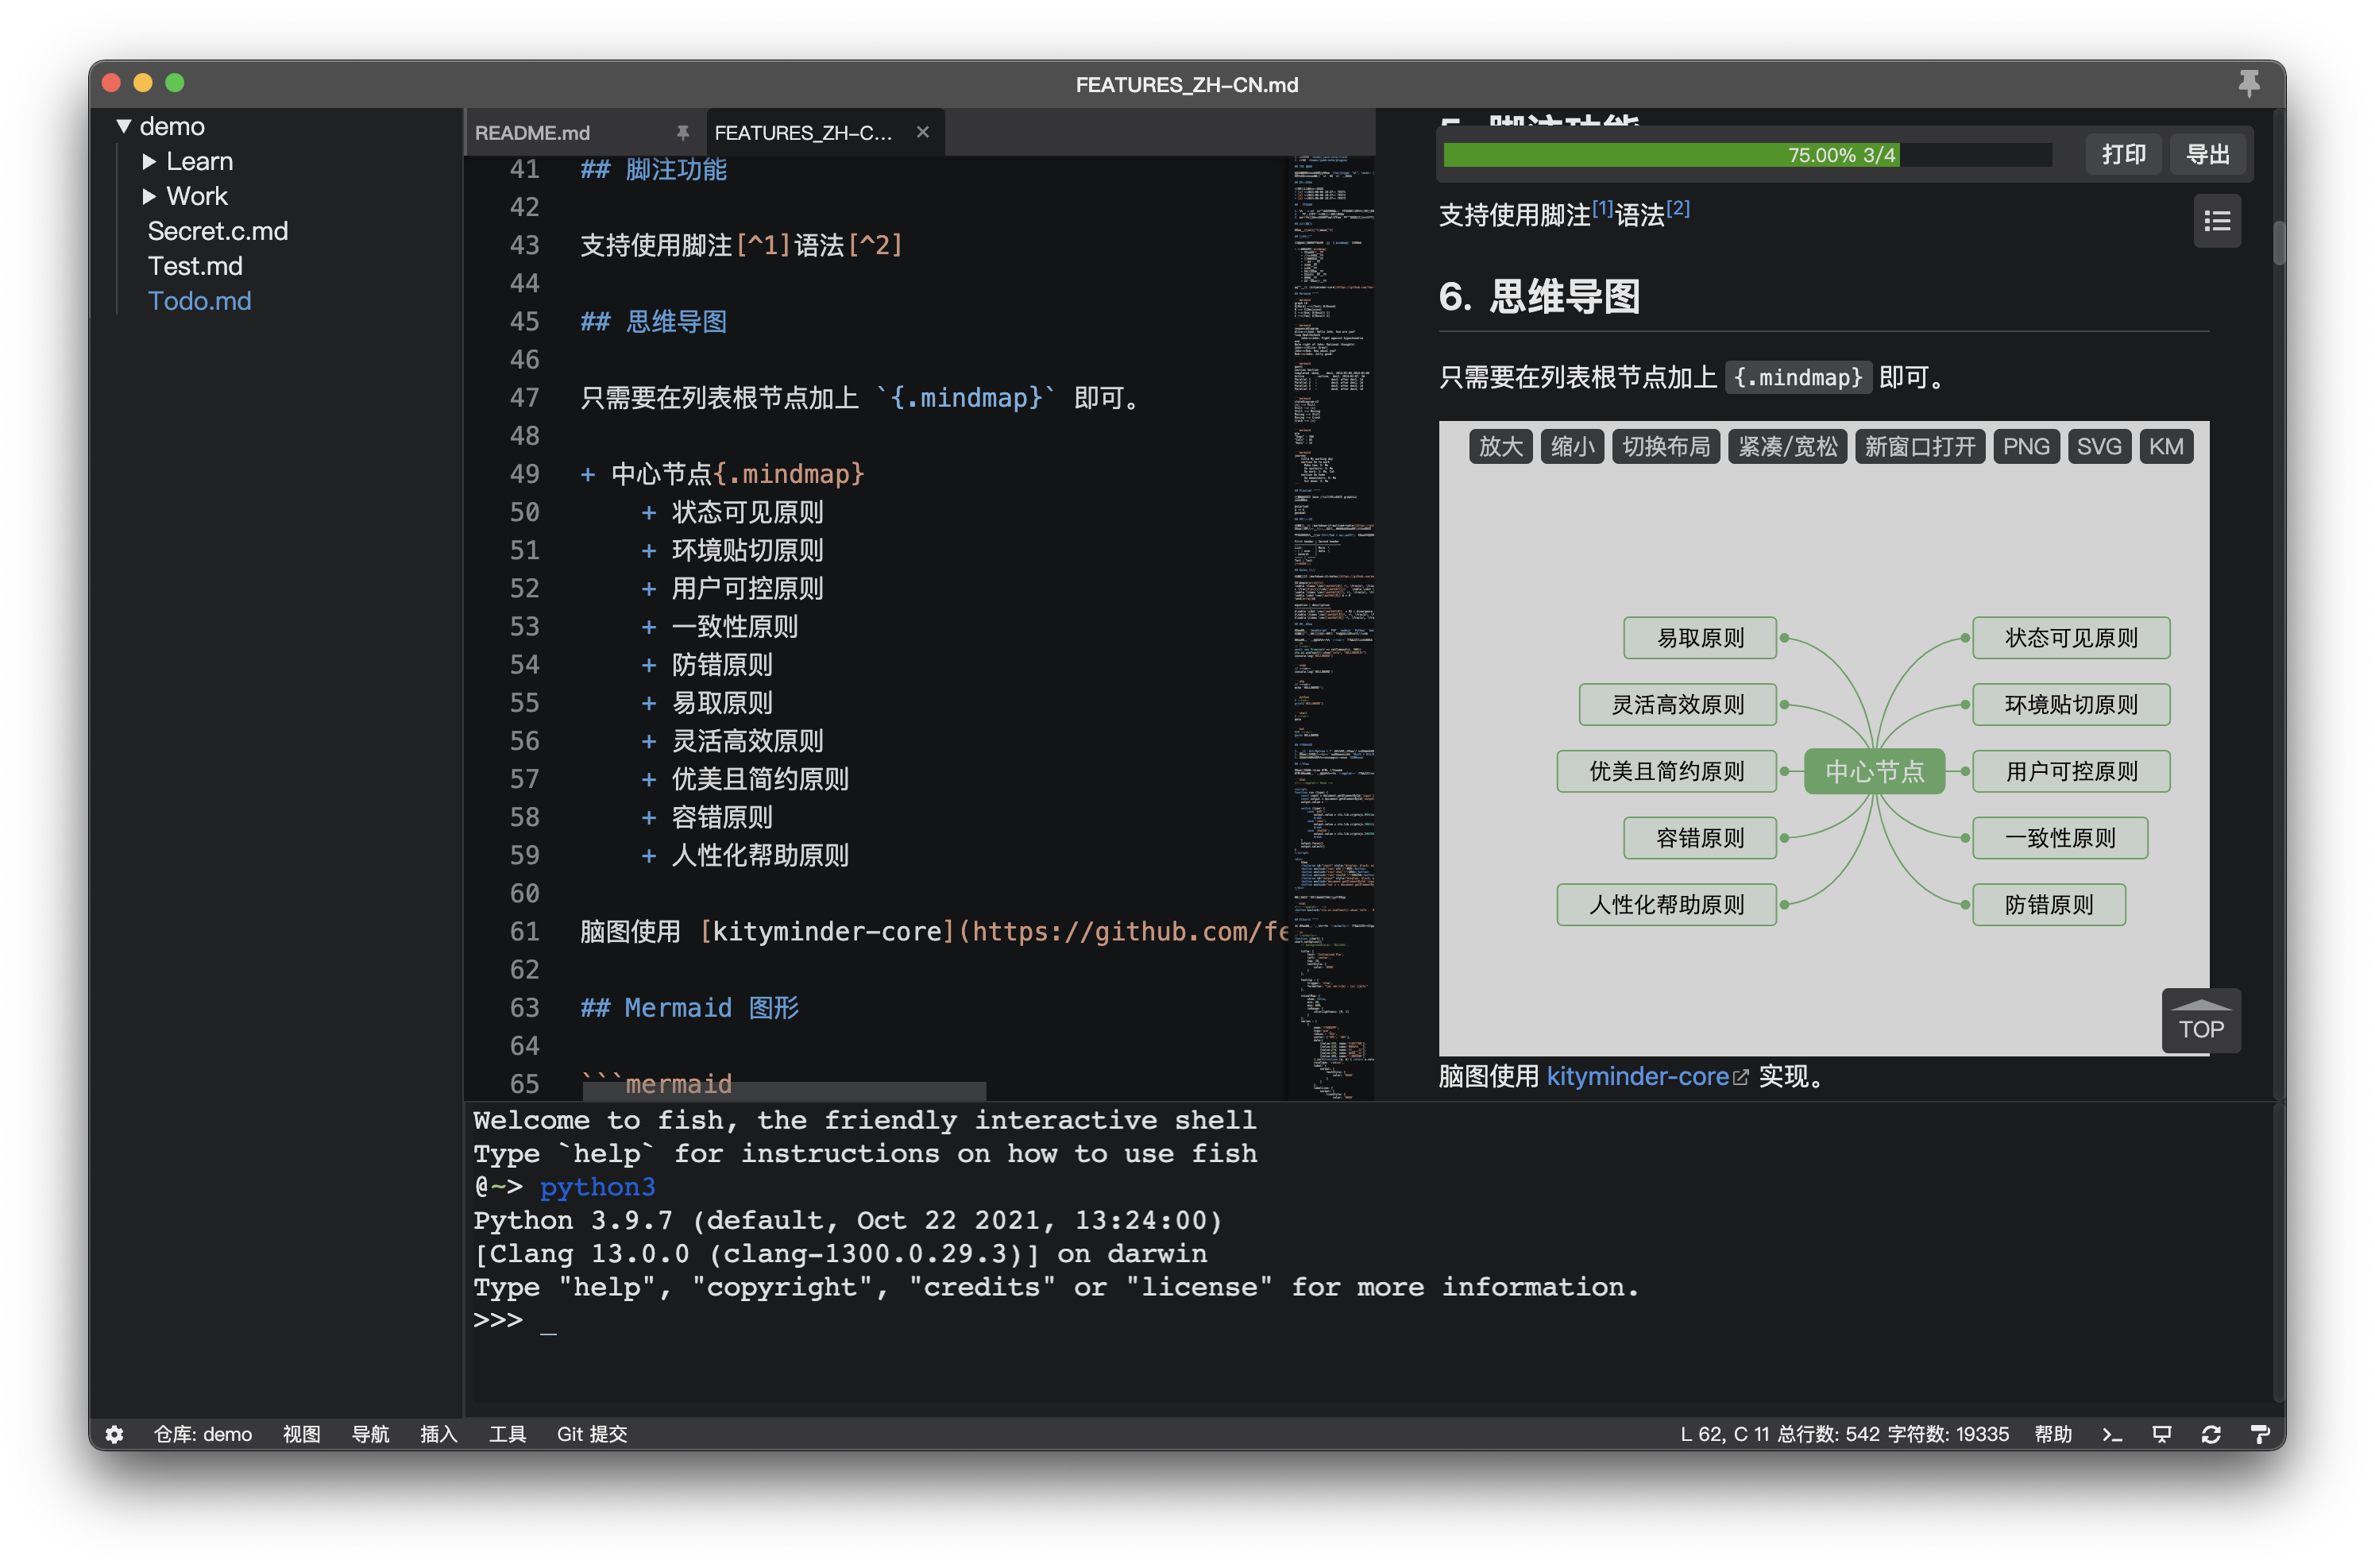 FEATURES_ZH-CN.md
demo
Learn
Work
Secret.c.md
Test.md
Todo.md
README.md
FEATURES_ZH-C...
41 ## 脚注功能
42
43 支持使用脚注[^1]语法[^2]
44
45 ## 思维导图
46
47 只需要在列表根节点加上 `{.mindmap}` 即可。
48
49 + 中心节点{.mindmap}
50 + 状态可见原则
51 + 环境贴切原则
52 + 用户可控原则
53 + 一致性原则
54 + 防错原则
55 + 易取原则
56 + 灵活高效原则
57 + 优美且简约原则
58 + 容错原则
59 + 人性化帮助原则
60
61 脑图使用 [kityminder-core](https://github.com/fe
62
63 ## Mermaid 图形
64
65 ```mermaid
5. 脚注功能
75.00% 3/4
打印
导出
支持使用脚注[1]语法[2]
6. 思维导图
只需要在列表根节点加上 {.mindmap} 即可。
放大 缩小 切换布局 紧凑/宽松 新窗口打开 PNG SVG KM
易取原则
灵活高效原则
优美且简约原则
容错原则
人性化帮助原则
中心节点
状态可见原则
环境贴切原则
用户可控原则
一致性原则
防错原则
TOP
脑图使用 kityminder-core 实现。
Welcome to fish, the friendly interactive shell
Type `help` for instructions on how to use fish
@~> python3
Python 3.9.7 (default, Oct 22 2021, 13:24:00)
[Clang 13.0.0 (clang-1300.0.29.3)] on darwin
Type "help", "copyright", "credits" or "license" for more information.
>>> _
仓库: demo 视图 导航 插入 工具 Git 提交
L 62, C 11 总行数: 542 字符数: 19335 帮助